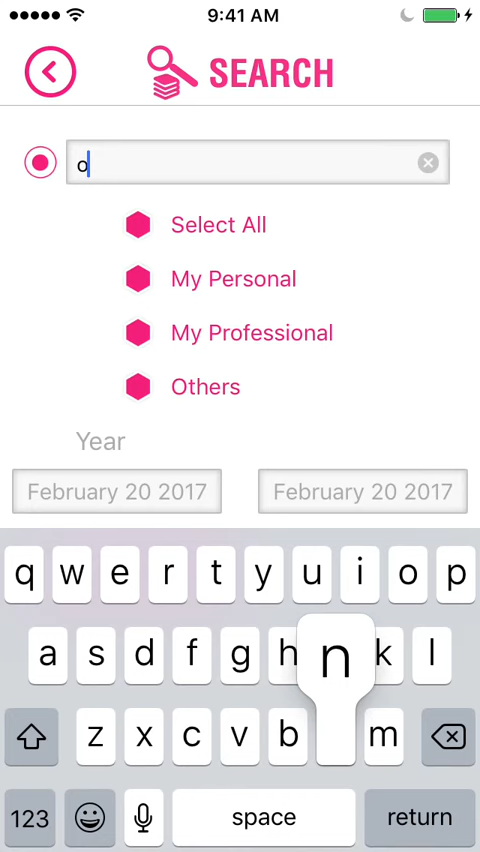 9:41 AM
SEARCH
o
Select All
My Personal
My Professional
Others
Year
February 20 2017 February 20 2017
q w e r t y u i o p
a s d f g h n k l
z x c v b m
123 space return